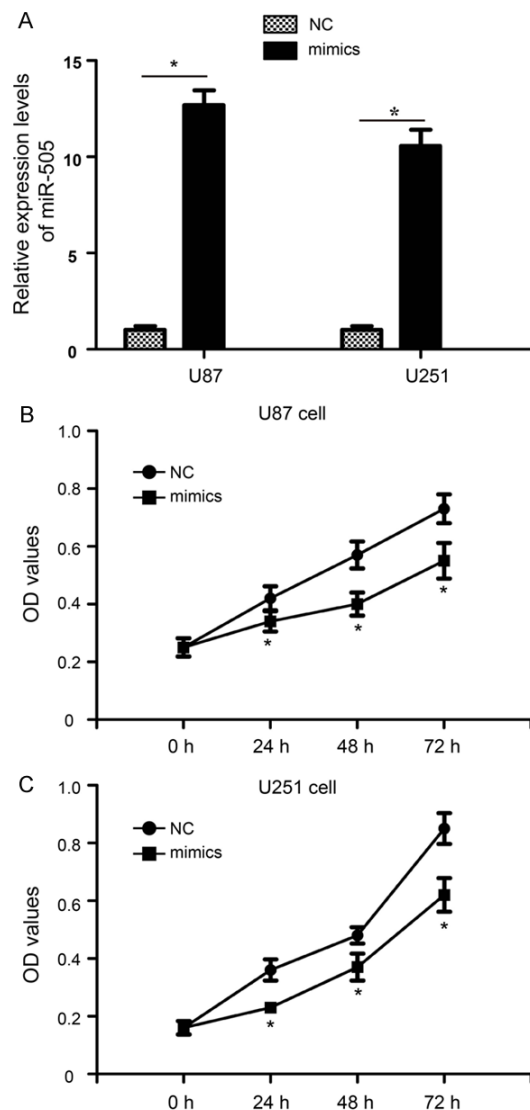 A
NC
mimics
Relative expression levels
of miR-505
15
10
5
0
*
*
U87
U251
B
U87 cell
NC
mimics
OD values
1.0
0.8
0.6
0.4
0.2
0
*
*
*
0 h
24 h
48 h
72 h
C
U251 cell
NC
mimics
OD values
1.0
0.8
0.6
0.4
0.2
0.0
*
*
*
0 h
24 h
48 h
72 h